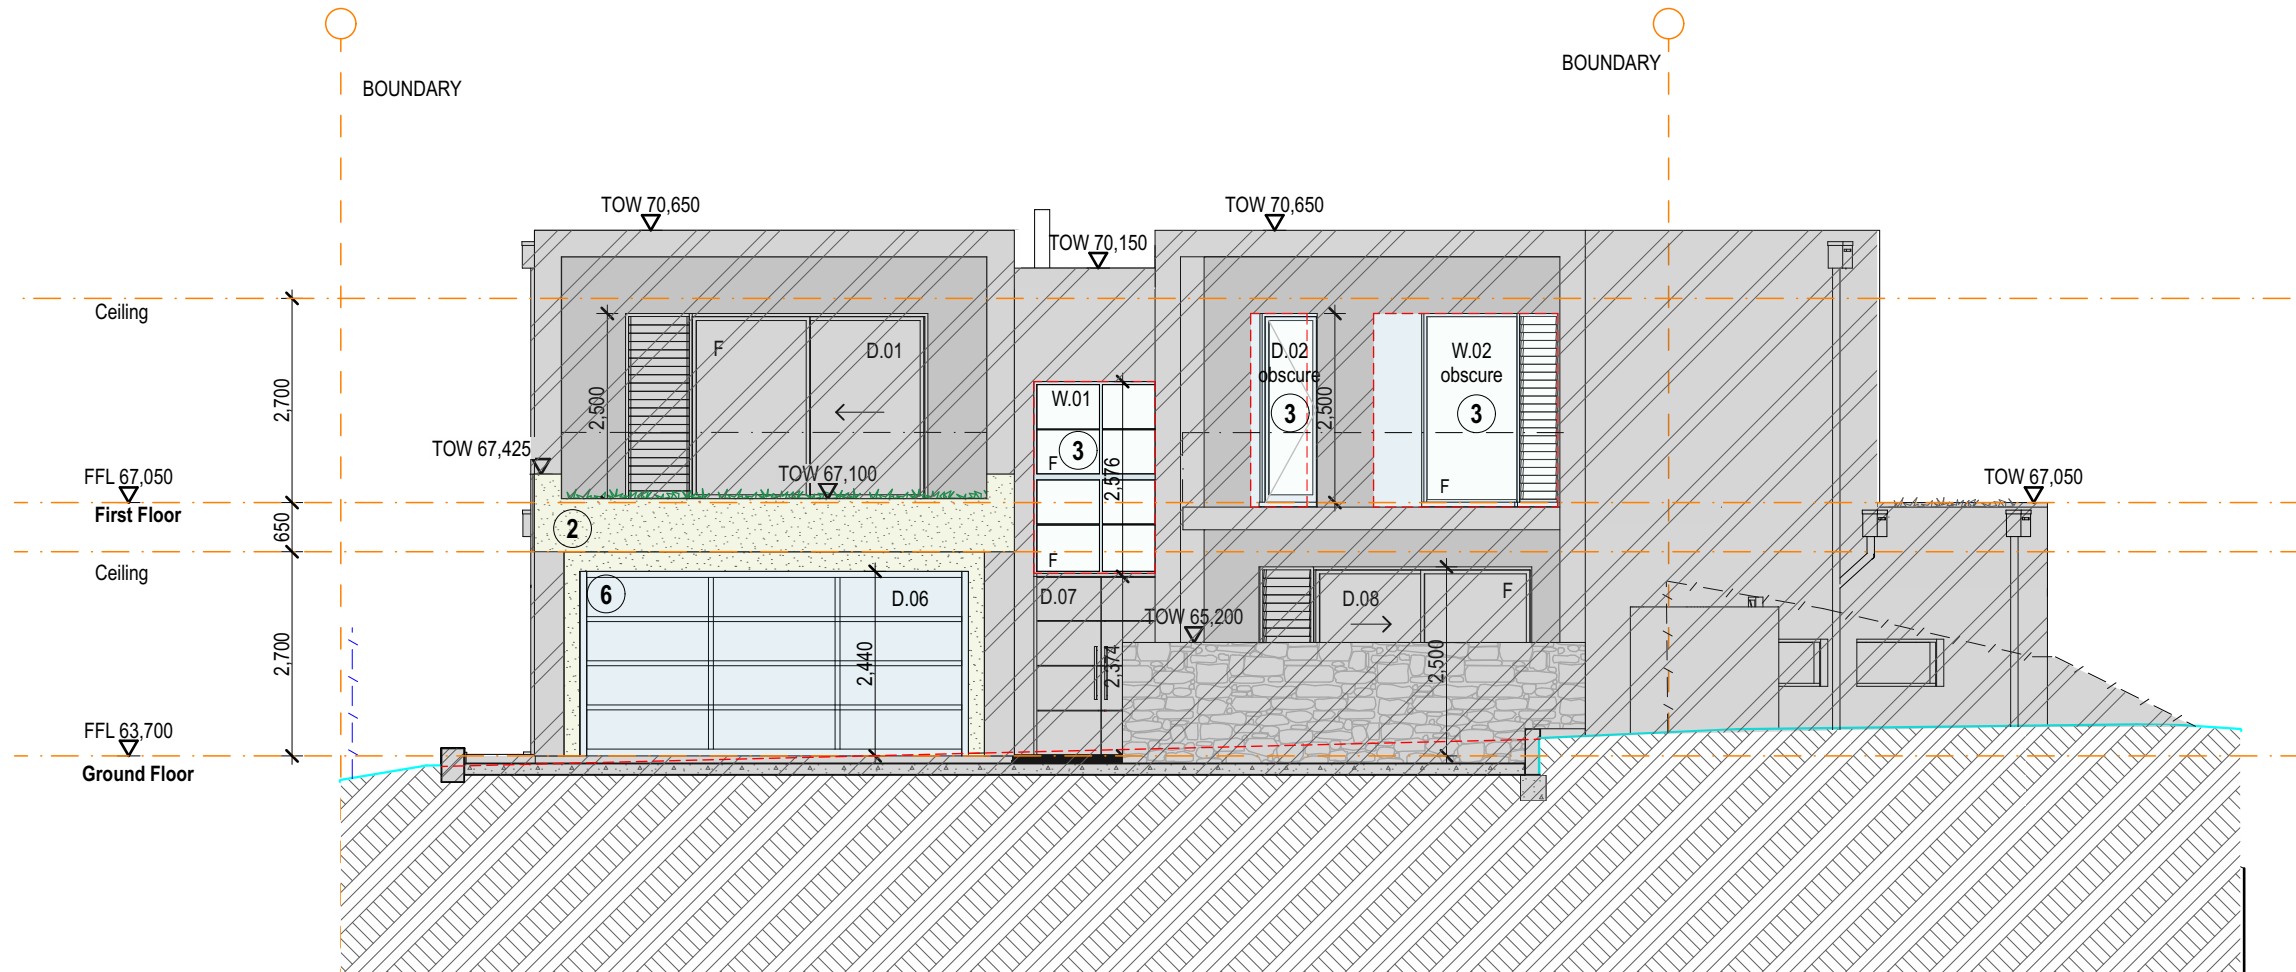 BOUNDARY
BOUNDARY
TOW 70,650
TOW 70,650
TOW 70,150
Ceiling
2,700
2,500
F
D.01
D.02
obscure
3
2,500
W.02
obscure
3
F
W.01
3
F
2,576
F
TOW 67,425
TOW 67,100
FFL 67,050
First Floor
TOW 67,050
650
2
Ceiling
6
D.06
D.07
D.08
F
TOW 65,200
2,700
2,440
2,374
2,500
FFL 63,700
Ground Floor